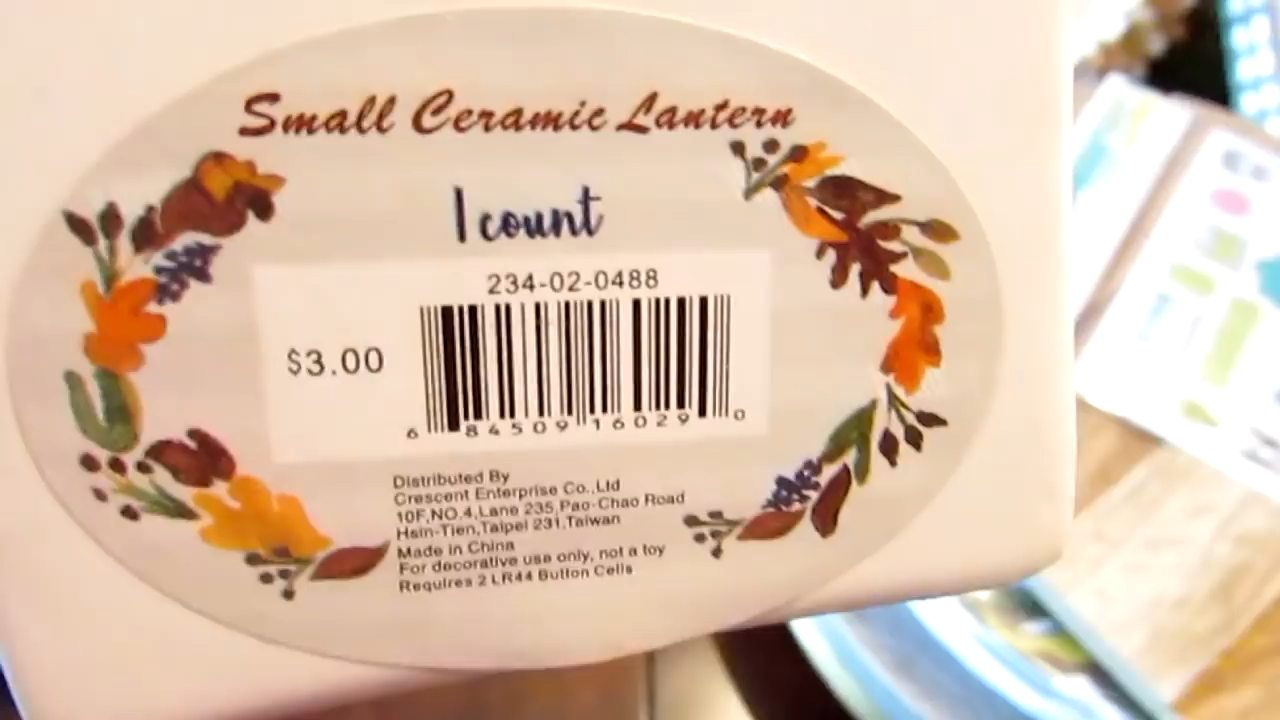 Small Ceramic Lantern
1 count
234-02-0488
$3.00
6 84509 16029 0
Distributed By
Crescent Enterprise Co.,Ltd
10F,NO.4,Lane 235,Pao-Chao Road
Hsin-Tien,Taipei 231,Taiwan
Made in China
For decorative use only, not a toy
Requires 2 LR44 Button Cells